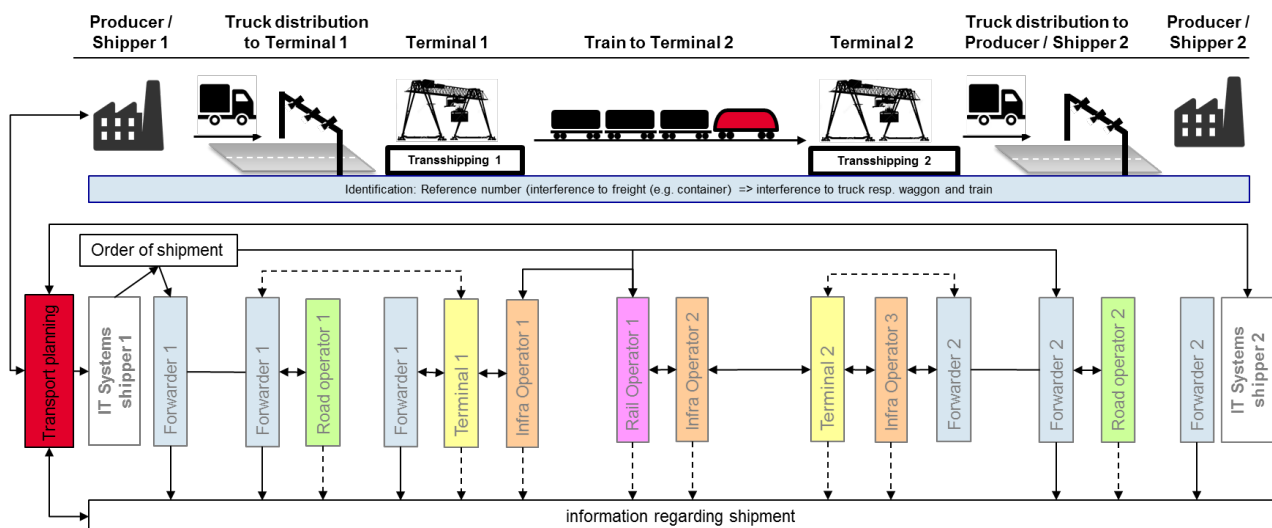 Producer /
Shipper 1
Truck distribution
to Terminal 1
Terminal 1
Train to Terminal 2
Terminal 2
Truck distribution to
Producer / Shipper 2
Producer /
Shipper 2
Transshipping 1
Transshipping 2
Identification: Reference number (interference to freight (e.g. container) => interference to truck resp. waggon and train
Order of shipment
Transport planning
IT Systems
shipper 1
Forwarder 1
Forwarder 1
Road operator 1
Forwarder 1
Terminal 1
Infra Operator 1
Rail Operator 1
Infra Operator 2
Terminal 2
Infra Operator 3
Forwarder 2
Forwarder 2
Road operator 2
Forwarder 2
IT Systems
shipper 2
information regarding shipment